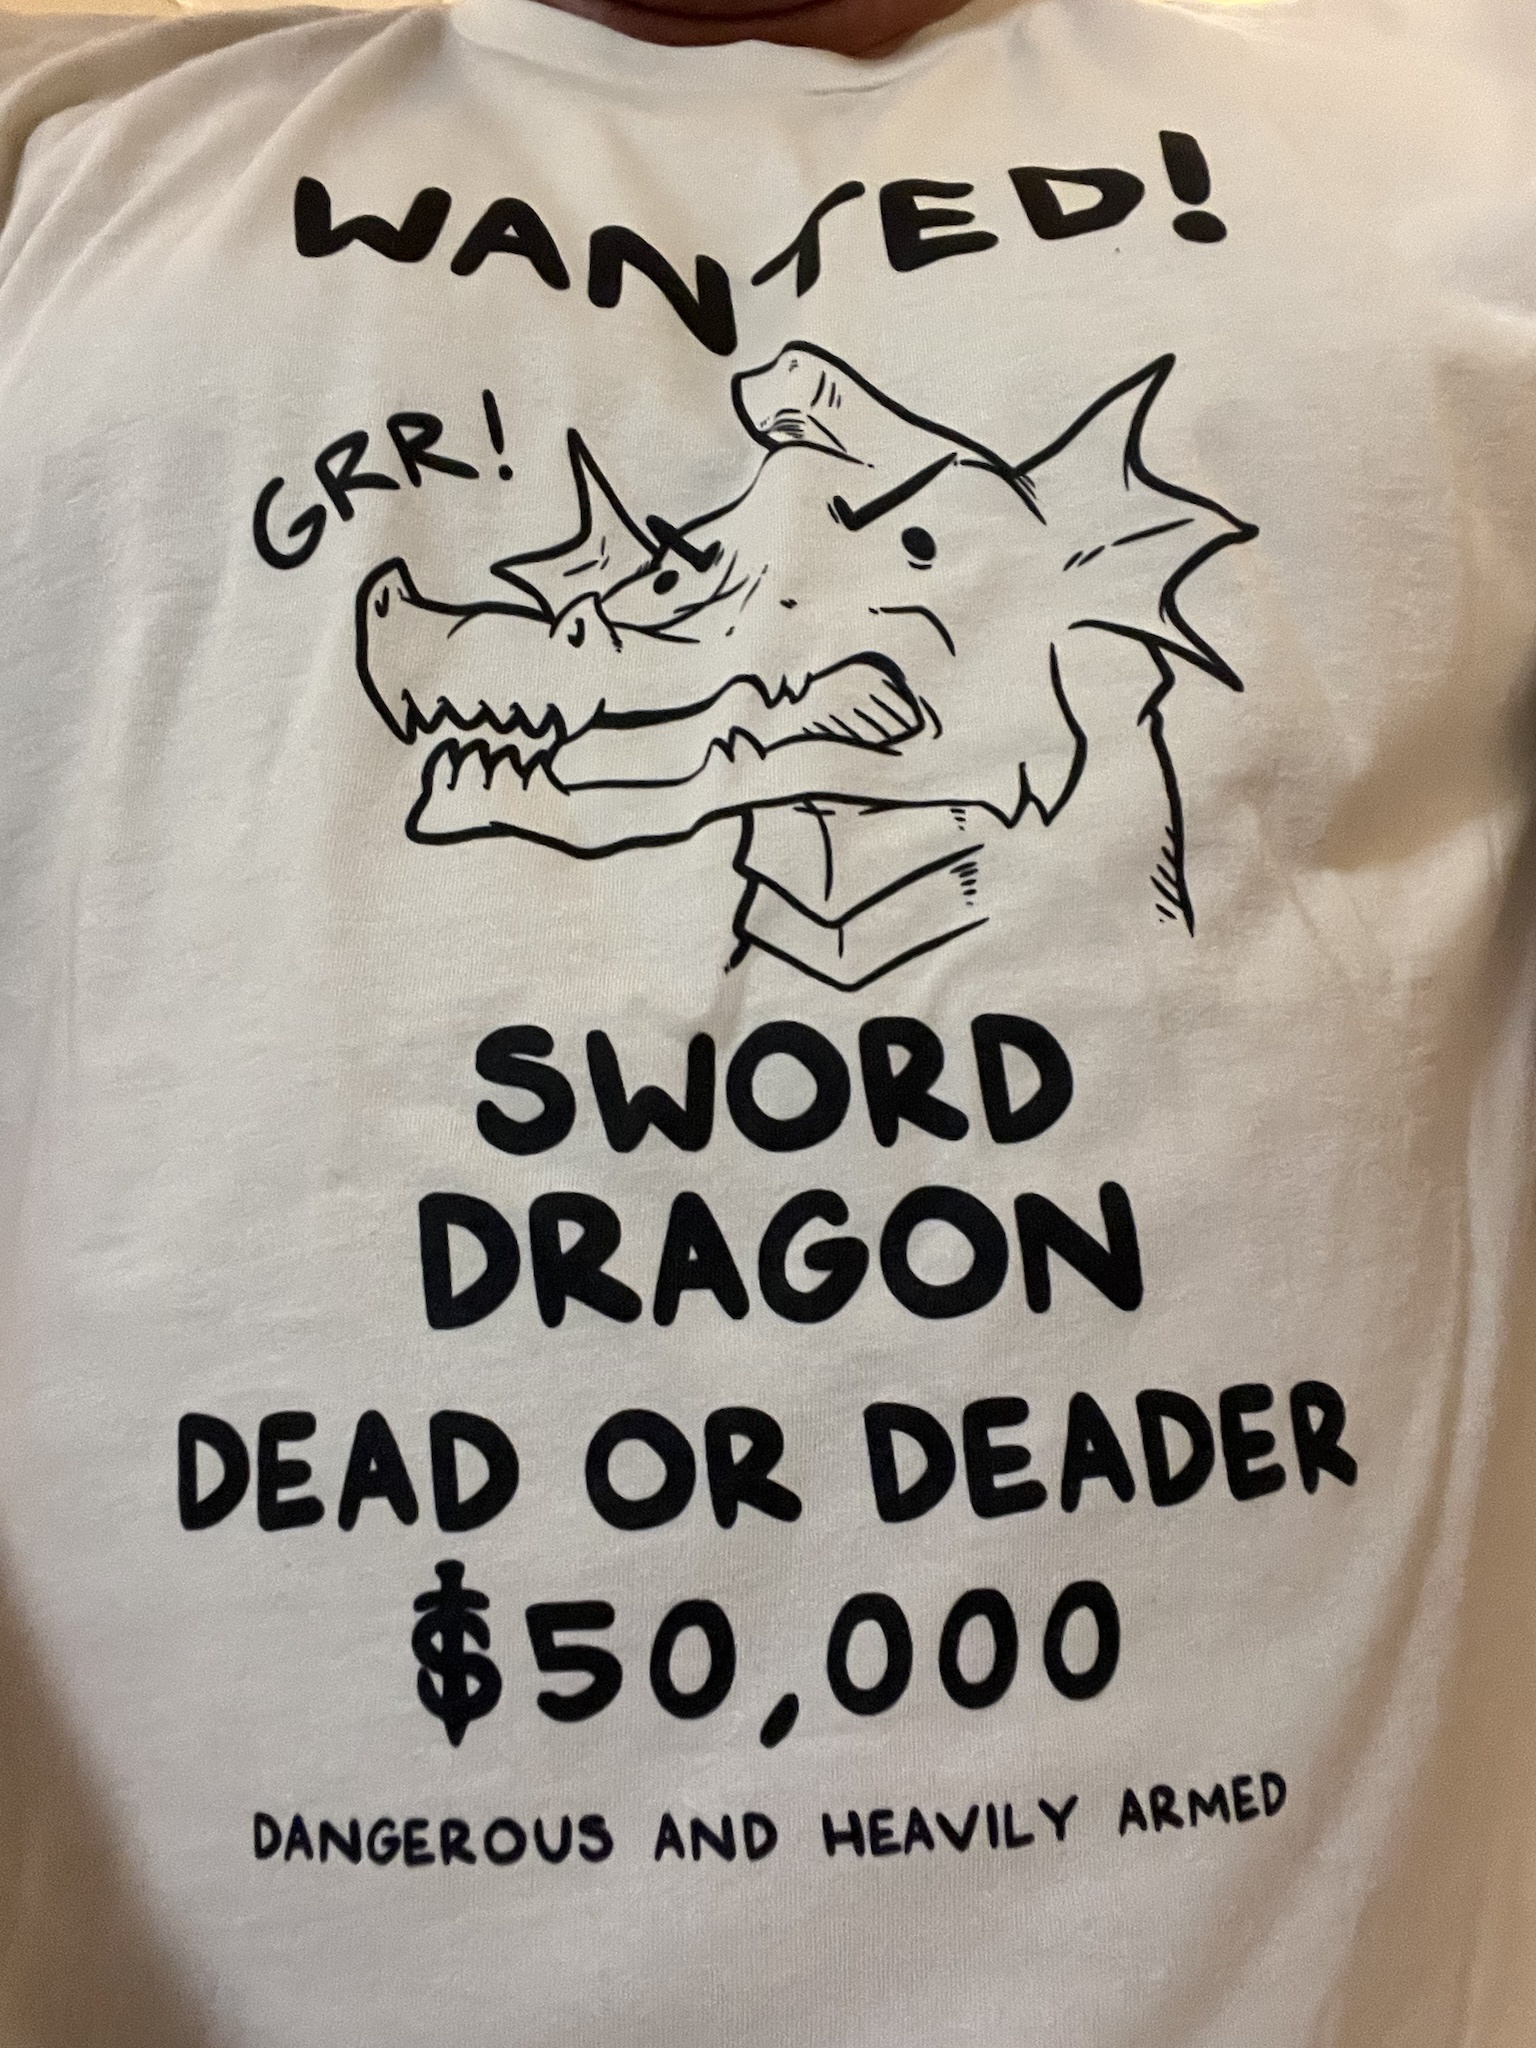 WANTED!
GRR!
SWORD
DRAGON
DEAD OR DEADER
$50,000
DANGEROUS AND HEAVILY ARMED